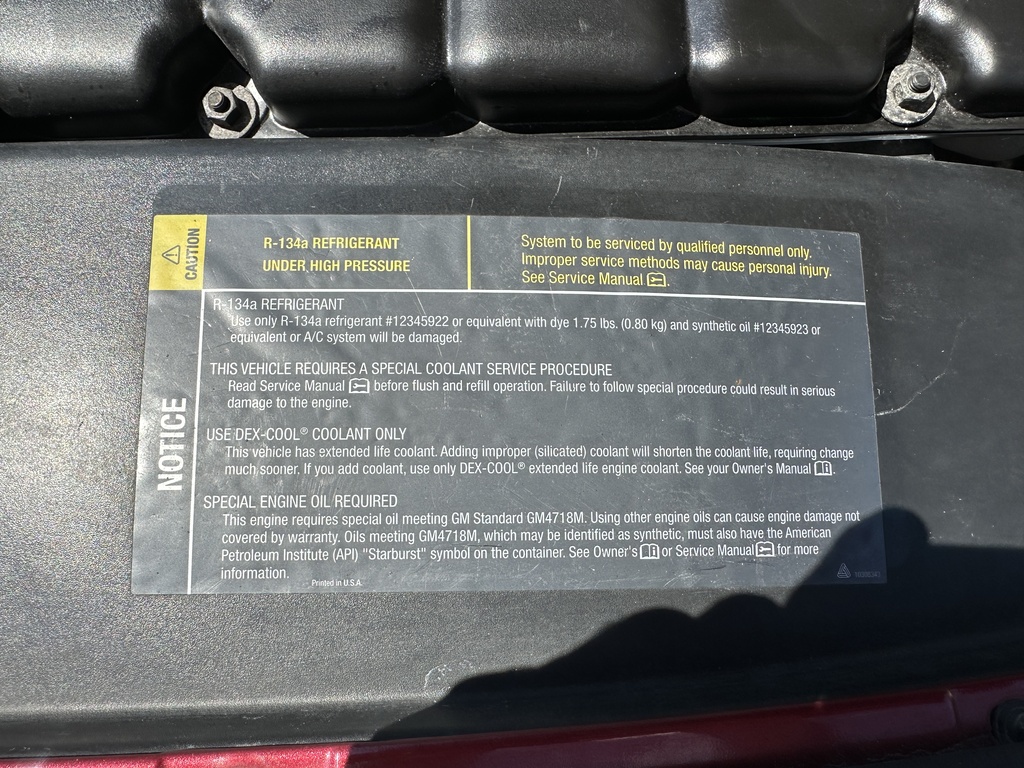 CAUTION
R-134a REFRIGERANT
UNDER HIGH PRESSURE
System to be serviced by qualified personnel only.
Improper service methods may cause personal injury.
See Service Manual.
NOTICE
R-134a REFRIGERANT
Use only R-134a refrigerant #12345922 or equivalent with dye 1.75 lbs. (0.80 kg) and synthetic oil #12345923 or
equivalent or A/C system will be damaged.
THIS VEHICLE REQUIRES A SPECIAL COOLANT SERVICE PROCEDURE
Read Service Manual before flush and refill operation. Failure to follow special procedure could result in serious
damage to the engine.
USE DEX-COOL® COOLANT ONLY
This vehicle has extended life coolant. Adding improper (silicated) coolant will shorten the coolant life, requiring change
much sooner. If you add coolant, use only DEX-COOL® extended life engine coolant. See your Owner's Manual.
SPECIAL ENGINE OIL REQUIRED
This engine requires special oil meeting GM Standard GM4718M. Using other engine oils can cause engine damage not
covered by warranty. Oils meeting GM4718M, which may be identified as synthetic, must also have the American
Petroleum Institute (API) "Starburst" symbol on the container. See Owner's or Service Manual for more
information.
Printed in U.S.A.